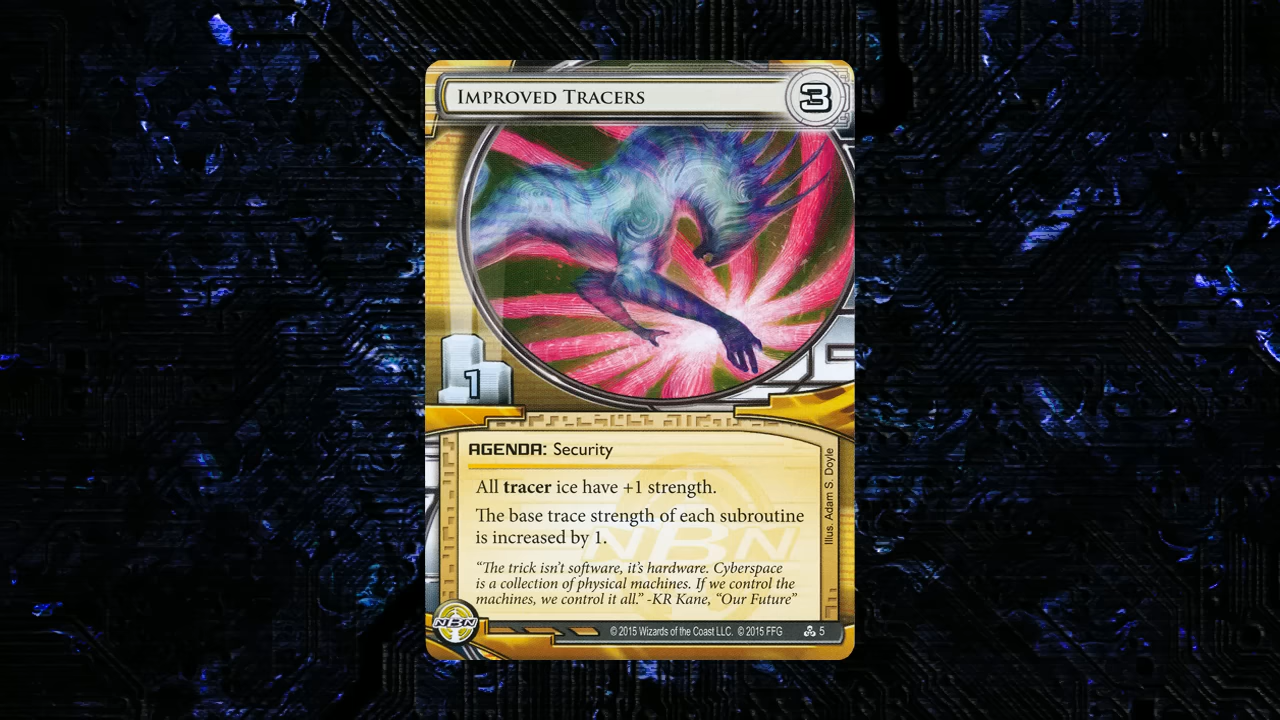 IMPROVED TRACERS
3
1
AGENDA: Security
All tracer ice have +1 strength.
The base trace strength of each subroutine
is increased by 1.
“The trick isn’t software, it’s hardware. Cyberspace
is a collection of physical machines. If we control the
machines, we control it all.” -KR Kane, “Our Future”
Illus. Adam S. Doyle
NBN
NBN
© 2015 Wizards of the Coast LLC. © 2015 FFG
5